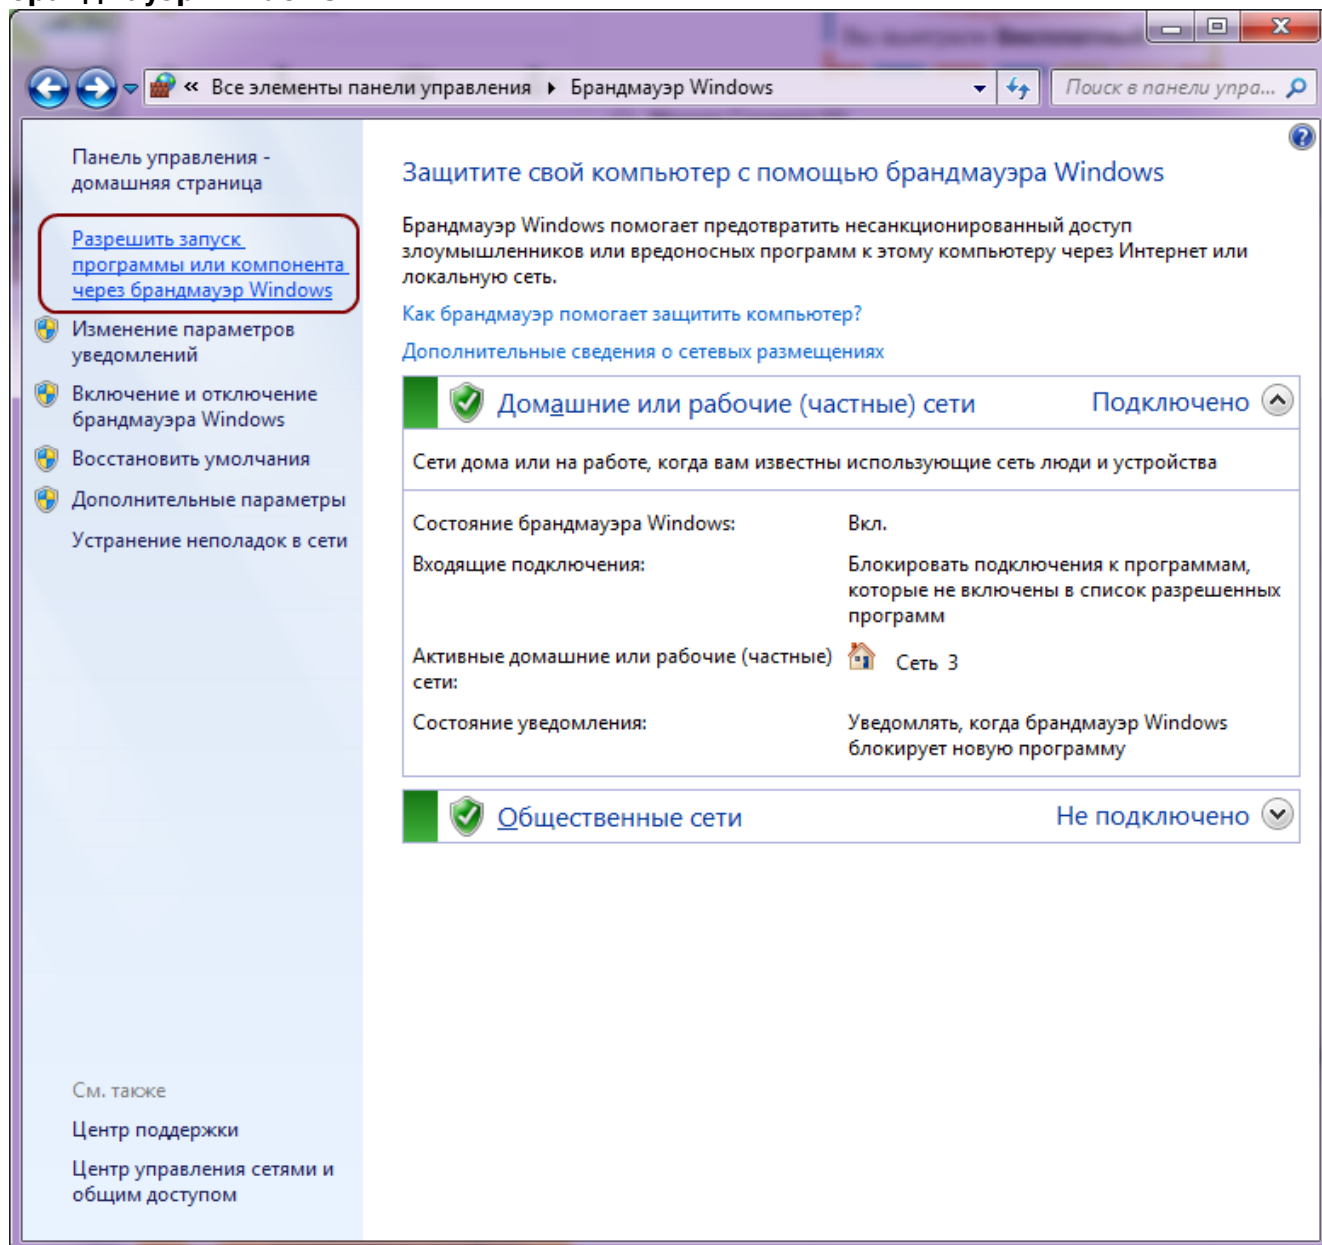 « Все элементы панели управления ▸ Брандмауэр Windows
Поиск в панели упра...
Панель управления -
домашняя страница
Разрешить запуск
программы или компонента
через брандмауэр Windows
Изменение параметров
уведомлений
Включение и отключение
брандмауэра Windows
Восстановить умолчания
Дополнительные параметры
Устранение неполадок в сети
См. также
Центр поддержки
Центр управления сетями и
общим доступом
Защитите свой компьютер с помощью брандмауэра Windows
Брандмауэр Windows помогает предотвратить несанкционированный доступ
злоумышленников или вредоносных программ к этому компьютеру через Интернет или
локальную сеть.
Как брандмауэр помогает защитить компьютер?
Дополнительные сведения о сетевых размещениях
Домашние или рабочие (частные) сети Подключено
Сети дома или на работе, когда вам известны использующие сеть люди и устройства
Состояние брандмауэра Windows: Вкл.
Входящие подключения: Блокировать подключения к программам,
которые не включены в список разрешенных
программ
Активные домашние или рабочие (частные) Сеть 3
сети:
Состояние уведомления: Уведомлять, когда брандмауэр Windows
блокирует новую программу
Общественные сети Не подключено